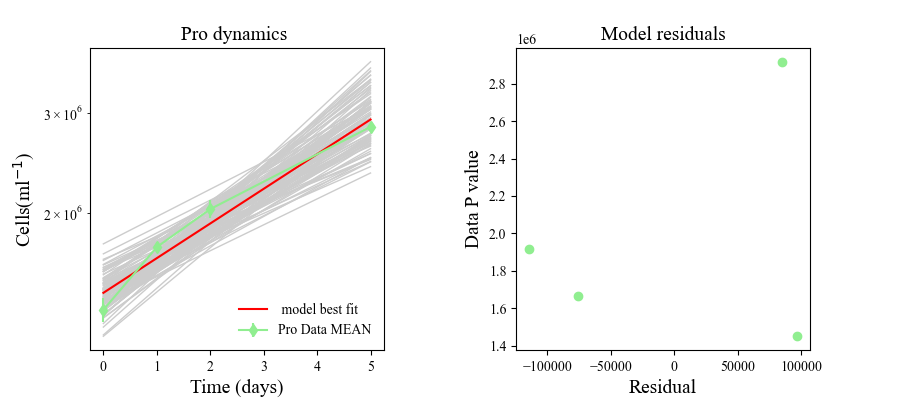 Pro dynamics
Cells(ml⁻¹)
3 × 10⁶
2 × 10⁶
model best fit
Pro Data MEAN
0 1 2 3 4 5
Time (days)
Model residuals
1e6
Data P value
2.8
2.6
2.4
2.2
2.0
1.8
1.6
1.4
−100000 −50000 0 50000 100000
Residual